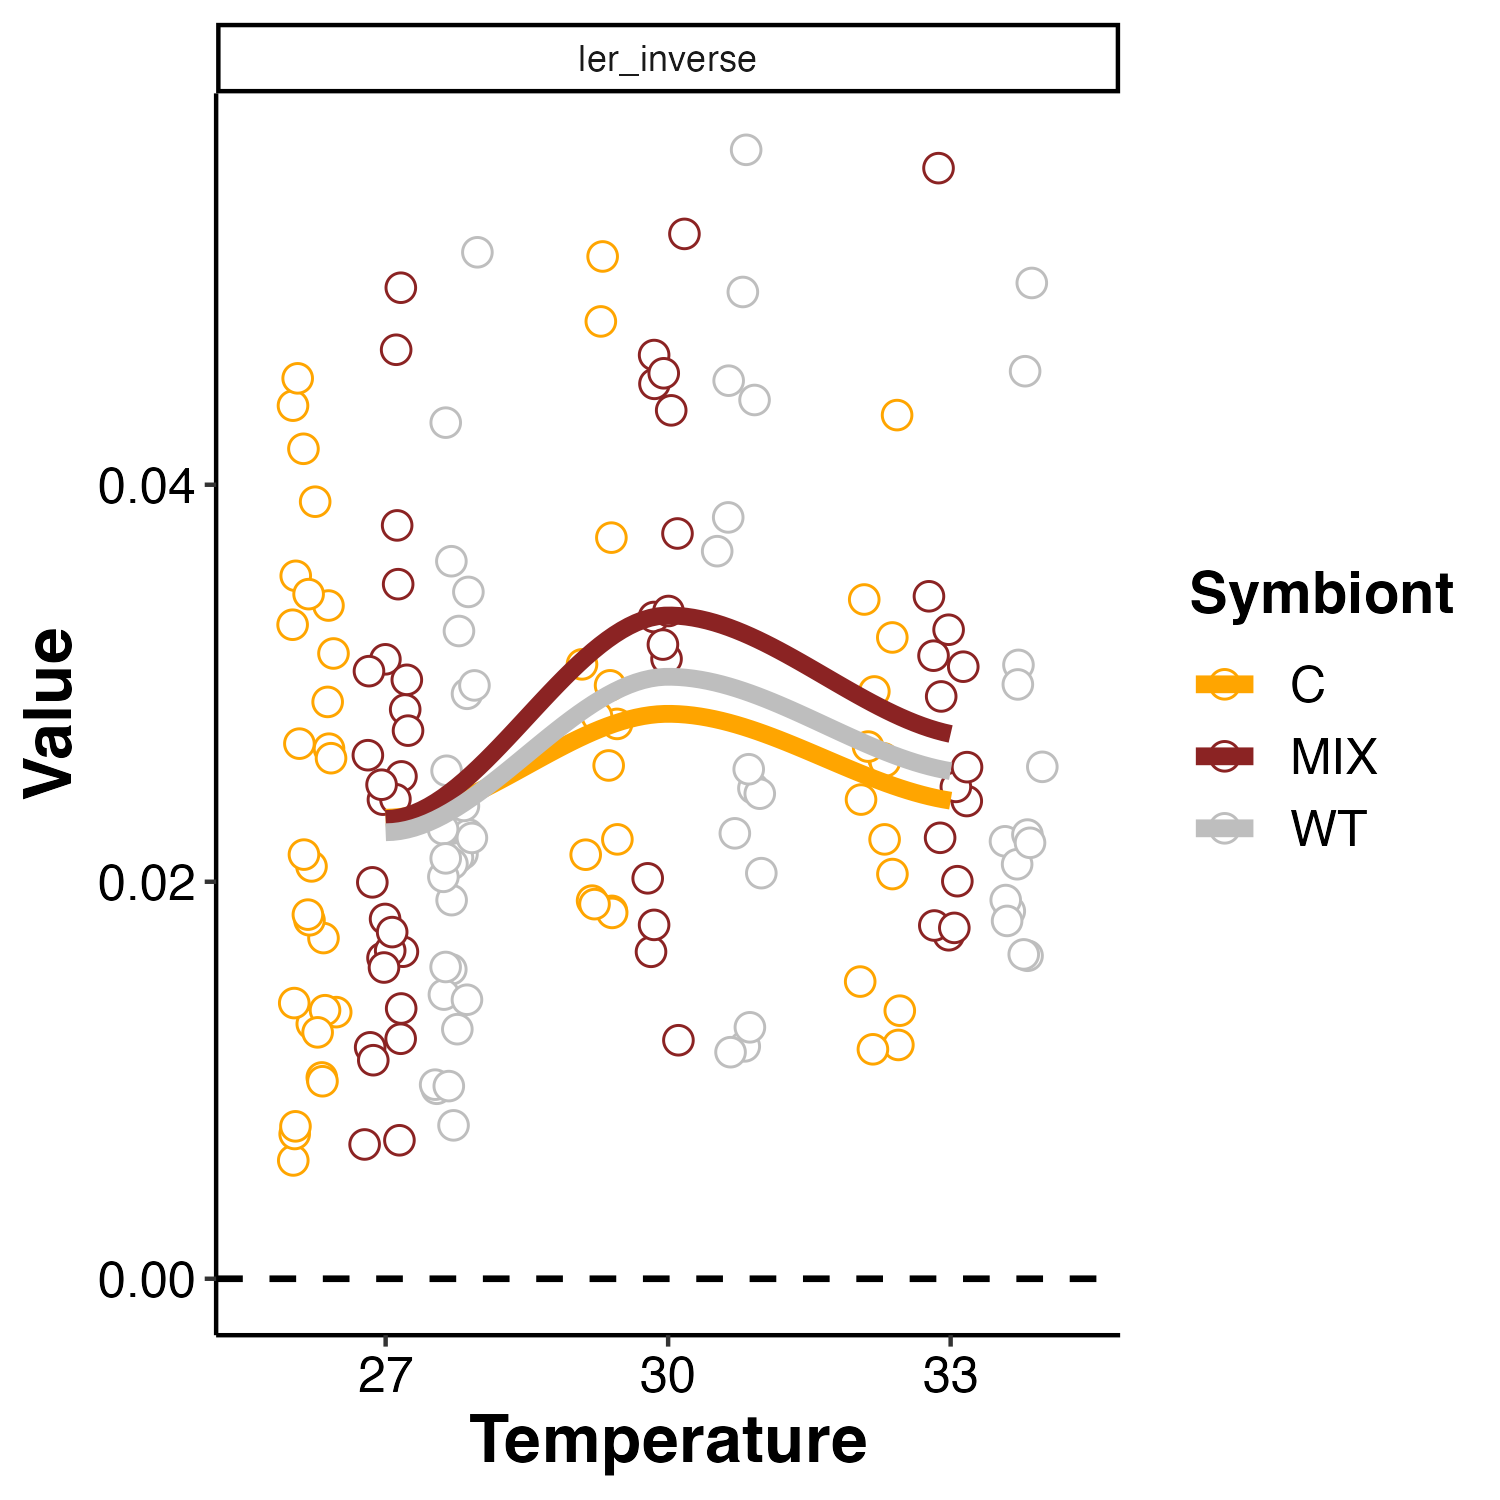 ler_inverse
Value
0.04
0.02
0.00
27
30
33
Temperature
Symbiont
C
MIX
WT